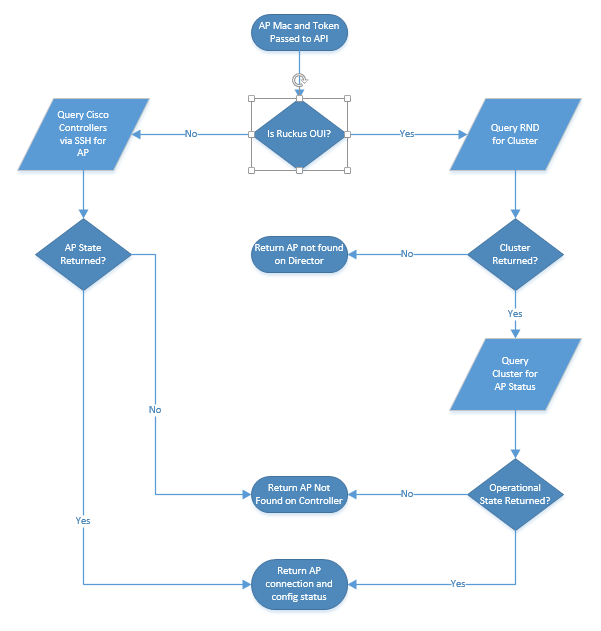 AP Mac and Token
Passed to API
Query Cisco
Controllers
via SSH for
AP
No
Is Ruckus OUI?
Yes
Query RND
for Cluster
AP State
Returned?
Return AP not found
on Director
No
Cluster
Returned?
Yes
Query
Cluster for
AP Status
No
Return AP Not
Found on Controller
No
Operational
State Returned?
Yes
Return AP
connection and
config status
Yes